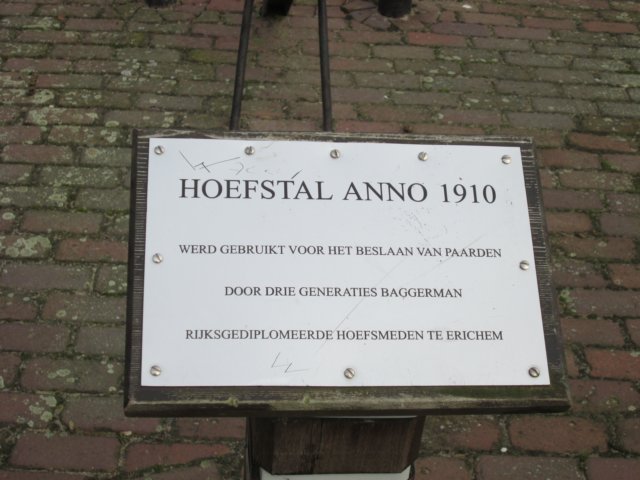 HOEFSTAL ANNO 1910
WERD GEBRUIKT VOOR HET BESLAAN VAN PAARDEN
DOOR DRIE GENERATIES BAGGERMAN
RIJKSGEDIPLOMEERDE HOEFSMEDEN TE ERICHEM